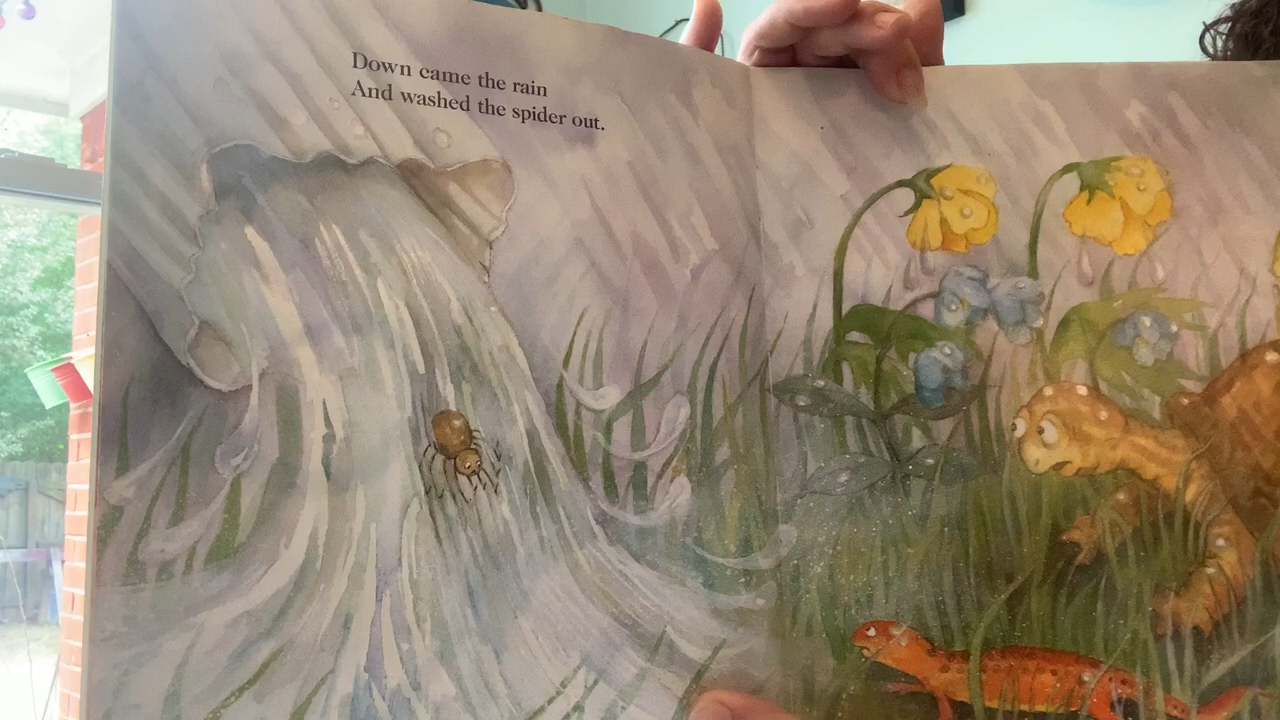 Down came the rain
And washed the spider out.